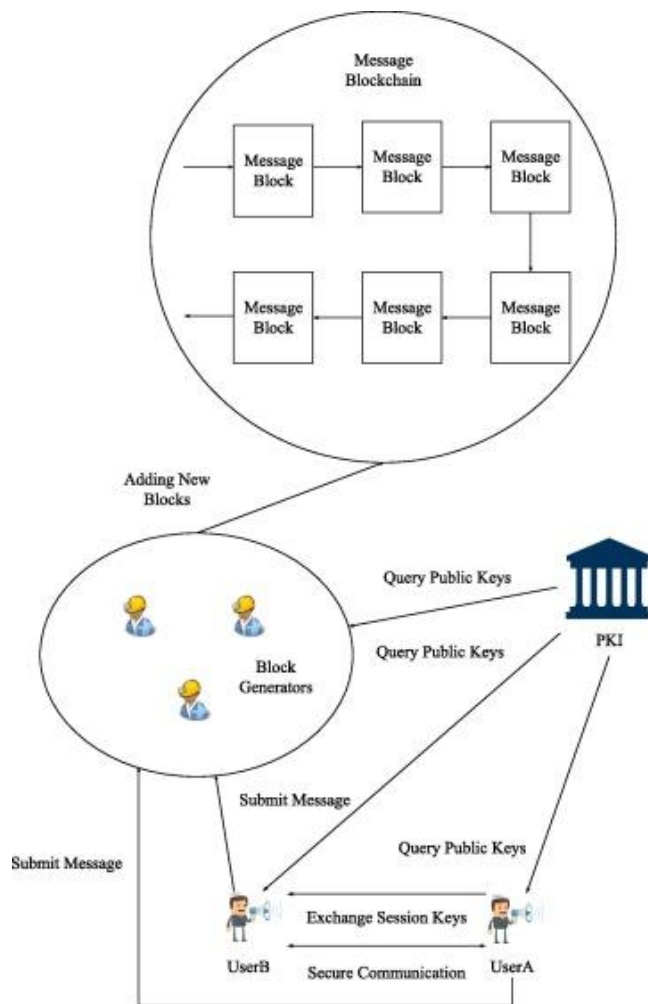 Message
Blockchain
Message
Block
Message
Block
Message
Block
Message
Block
Message
Block
Message
Block
Adding New
Blocks
Query Public Keys
Query Public Keys
PKI
Block
Generators
Submit Message
Submit Message
Query Public Keys
Exchange Session Keys
UserB
Secure Communication
UserA